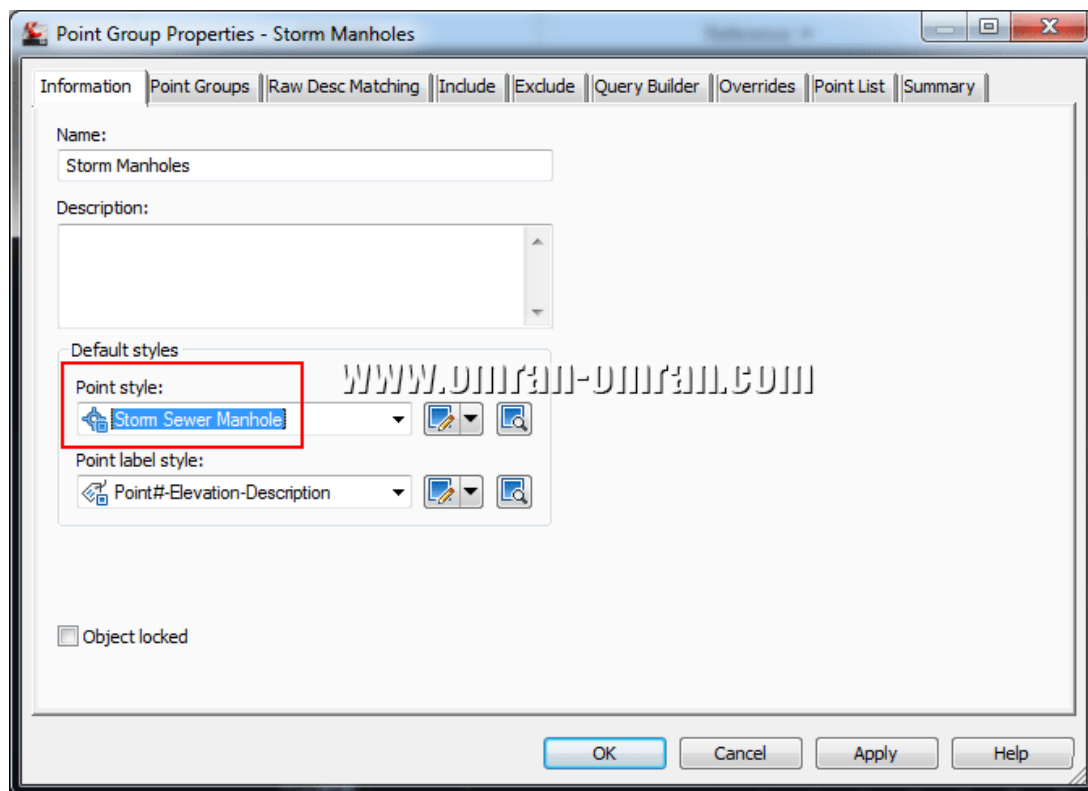 Point Group Properties - Storm Manholes
Information Point Groups Raw Desc Matching Include Exclude Query Builder Overrides Point List Summary
Name:
Storm Manholes
Description:
Default styles
www.omran-omran.com
Point style:
Storm Sewer Manhole
Point label style:
Point#-Elevation-Description
Object locked
OK Cancel Apply Help